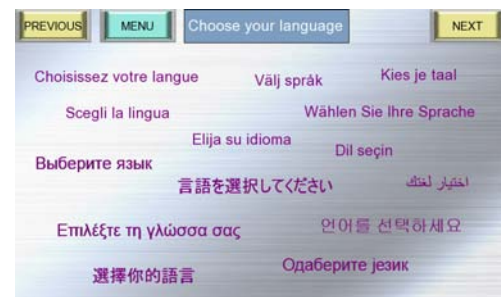 PREVIOUS MENU Choose your language NEXT
Choisissez votre langue Välj språk Kies je taal
Scegli la lingua Wählen Sie Ihre Sprache
Elija su idioma Dil seçin
Выберите язык
言語を選択してください اختيار لغتك
Επιλέξτε τη γλώσσα σας 언어를 선택하세요
選擇你的語言 Одаберите језик